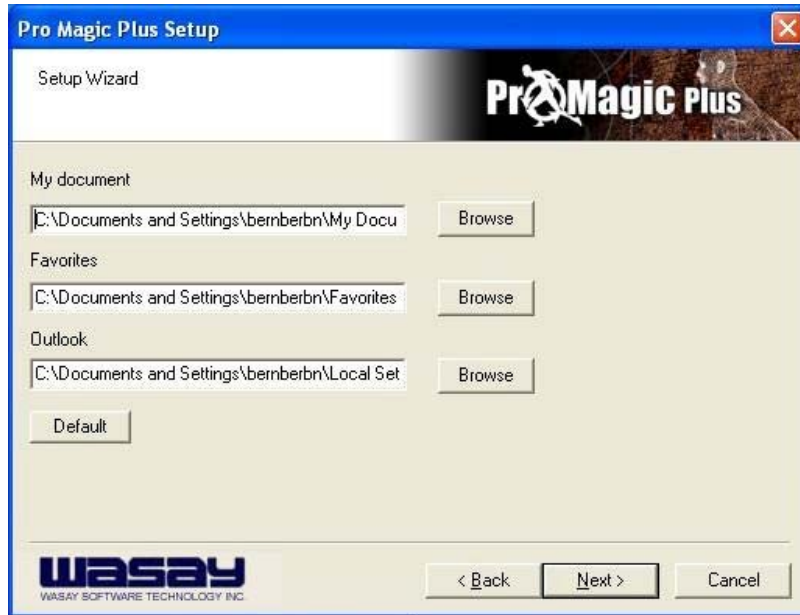 Pro Magic Plus Setup
Setup Wizard
Pro Magic Plus
My document
C:\Documents and Settings\bernberbn\My Docu
Browse
Favorites
C:\Documents and Settings\bernberbn\Favorites
Browse
Outlook
C:\Documents and Settings\bernberbn\Local Set
Browse
Default
wasay
WASAY SOFTWARE TECHNOLOGY INC.
< Back
Next >
Cancel